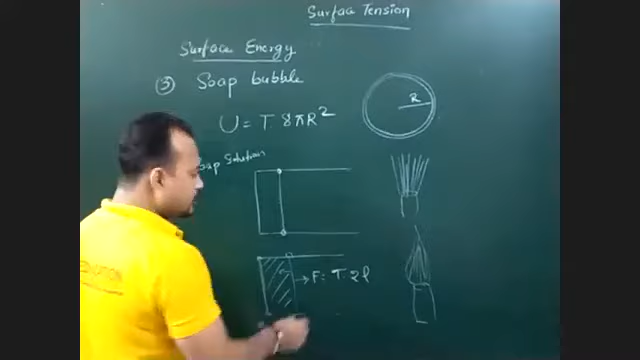 Surface Tension
Surface Energy
③ Soap bubble
U = T. 8πR²
R
Soap Solution
F = T. 2l